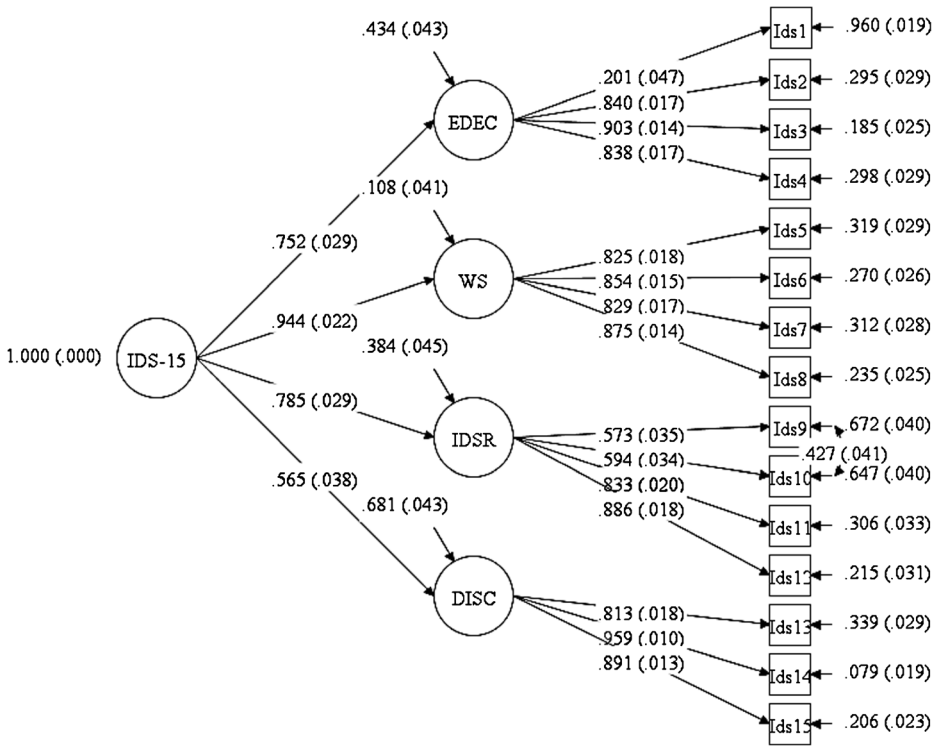 .434 (.043)
Ids1 .960 (.019)
.201 (.047)
Ids2 .295 (.029)
.840 (.017)
EDEC
.903 (.014)
Ids3 .185 (.025)
.838 (.017)
Ids4 .298 (.029)
.108 (.041)
Ids5 .319 (.029)
.752 (.029)
.825 (.018)
WS
.854 (.015)
Ids6 .270 (.026)
.829 (.017)
.944 (.022)
Ids7 .312 (.028)
.875 (.014)
1.000 (.000) IDS-15
.384 (.045)
Ids8 .235 (.025)
.785 (.029)
Ids9 .672 (.040)
.573 (.035)
IDSR
.427 (.041)
.594 (.034)
Ids10 .647 (.040)
.565 (.038)
.833 (.020)
.886 (.018)
.681 (.043)
Ids11 .306 (.033)
Ids12 .215 (.031)
DISC
.813 (.018)
Ids13 .339 (.029)
.959 (.010)
.891 (.013)
Ids14 .079 (.019)
Ids15 .206 (.023)